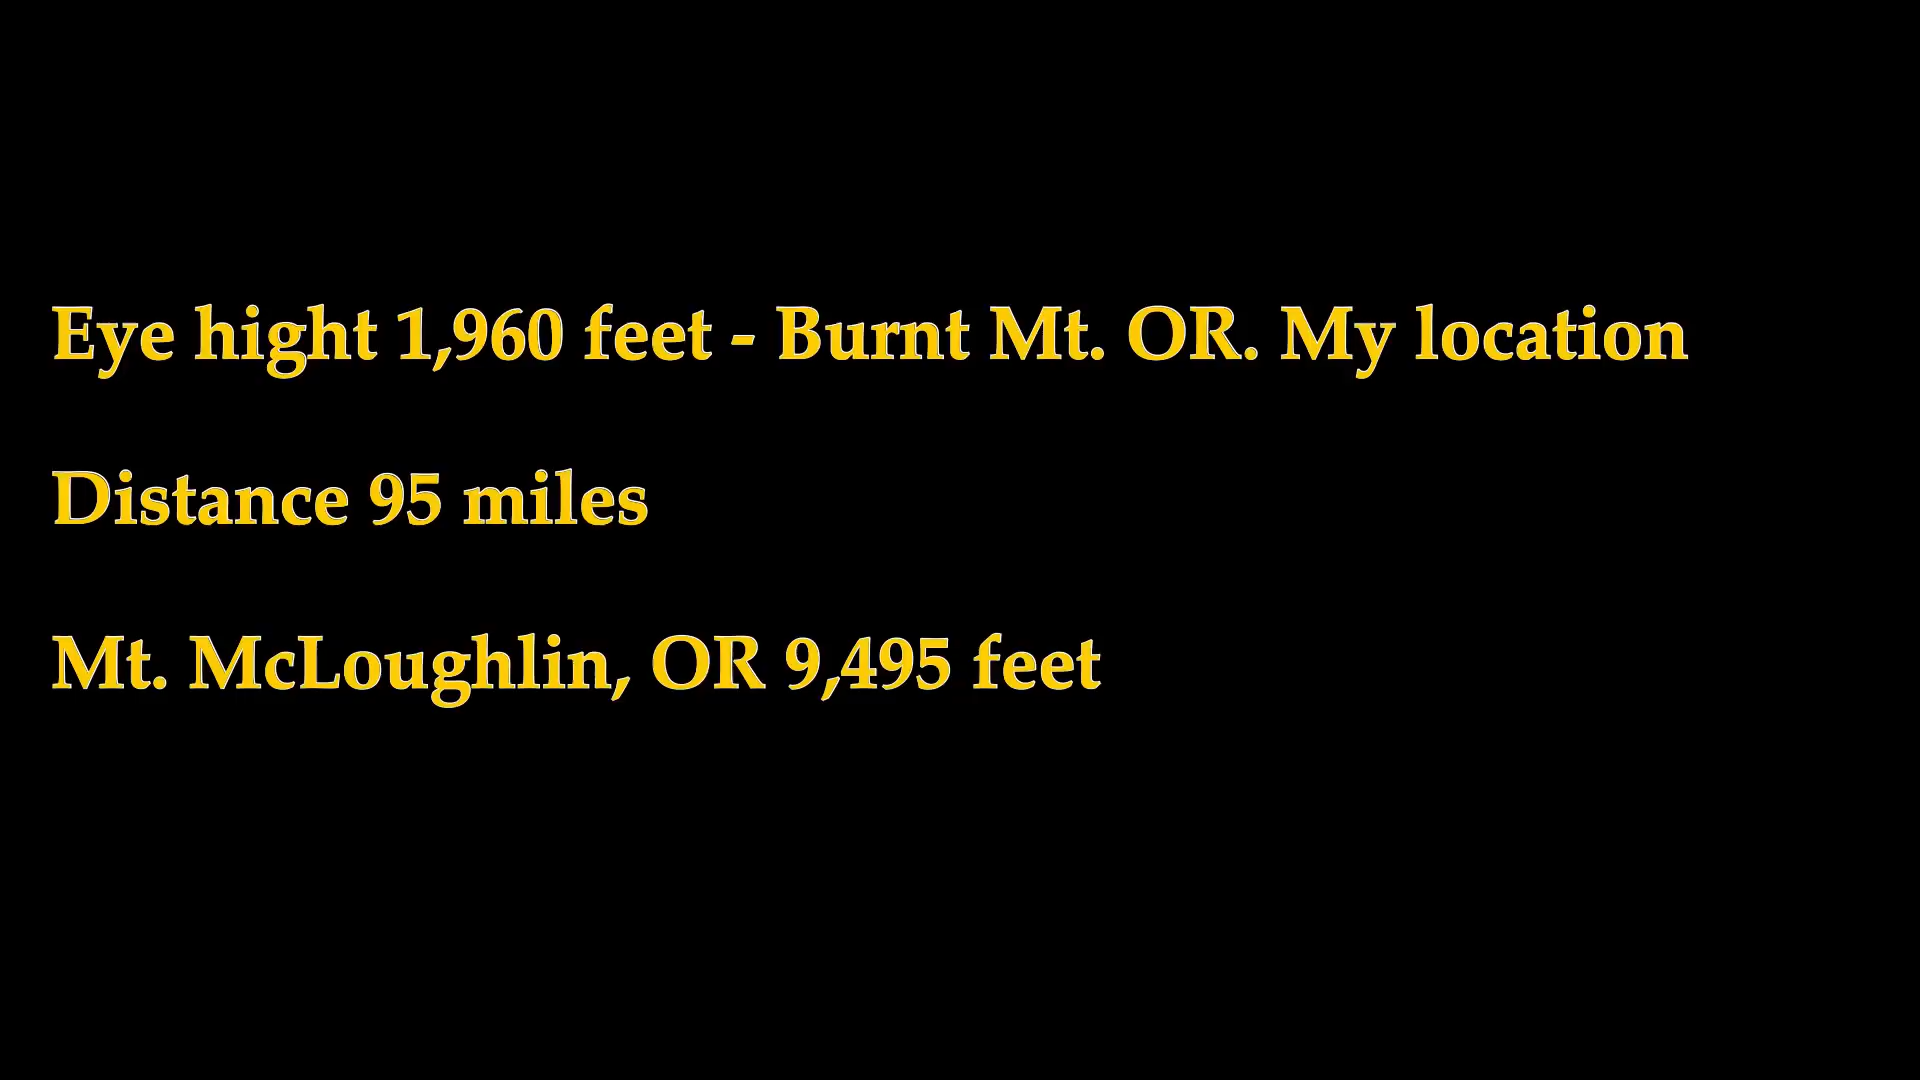 Eye hight 1,960 feet - Burnt Mt. OR. My location
Distance 95 miles
Mt. McLoughlin, OR 9,495 feet